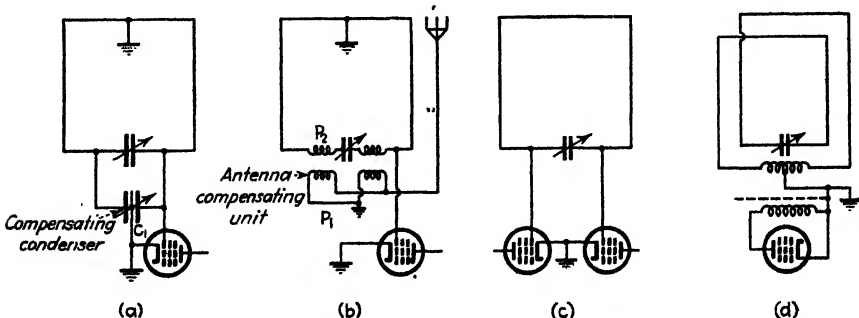 P₂
Antenna
compensating
unit
P₁
Compensating
condenser
C₁
(a)
(b)
(c)
(d)